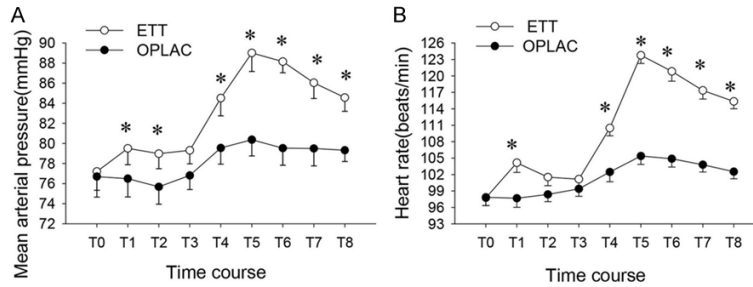 A
ETT
OPLAC
Mean arterial pressure(mmHg)
90
88
86
84
82
80
78
76
74
72
*
*
*
*
*
*
*
T0 T1 T2 T3 T4 T5 T6 T7 T8
Time course
B
ETT
OPLAC
Heart rate(beats/min)
126
123
120
117
114
111
108
105
102
99
96
93
*
*
*
*
*
*
T0 T1 T2 T3 T4 T5 T6 T7 T8
Time course